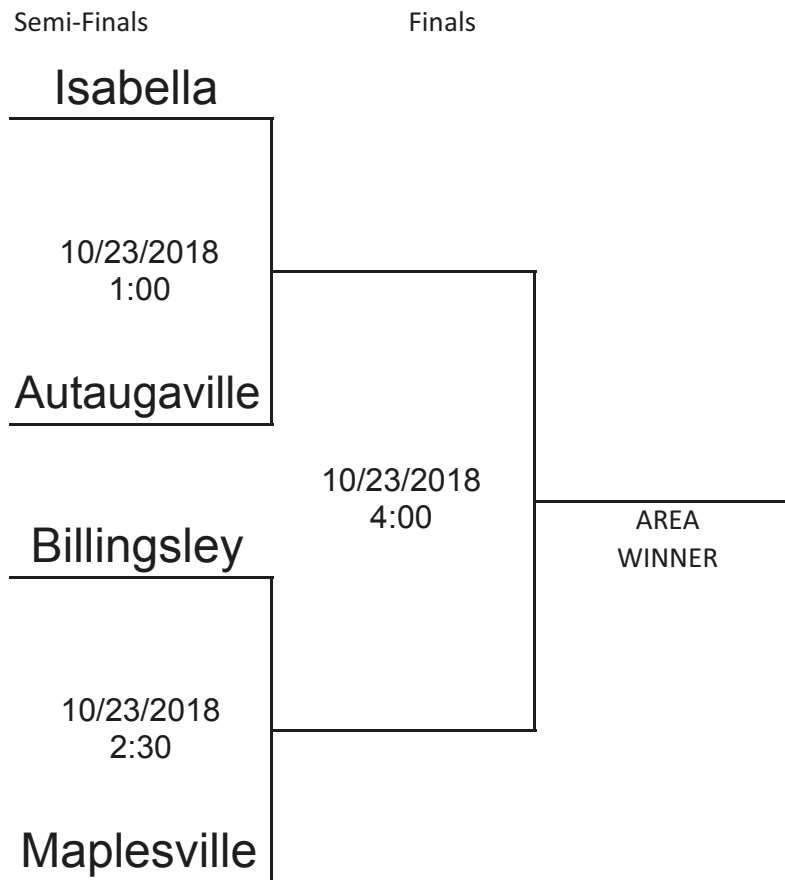 Semi-Finals
Finals
Isabella
10/23/2018
1:00
Autaugaville
10/23/2018
4:00
AREA
WINNER
Billingsley
10/23/2018
2:30
Maplesville